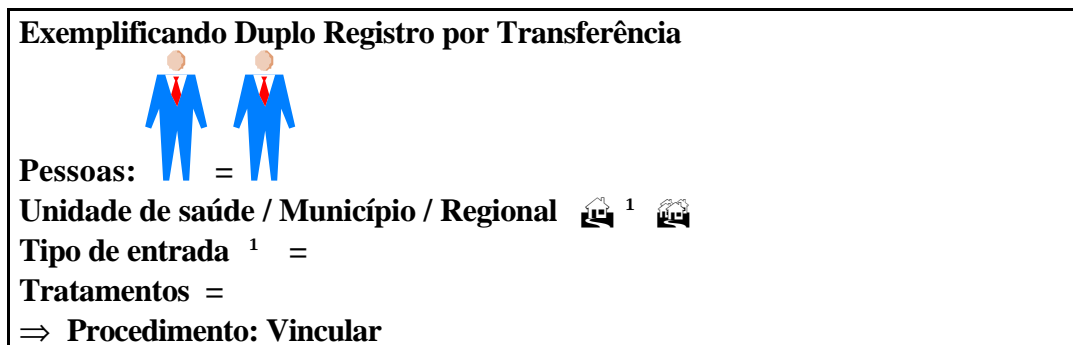 Exemplificando Duplo Registro por Transferência
Pessoas: =
Unidade de saúde / Município / Regional ¹
Tipo de entrada ¹ =
Tratamentos =
⇒ Procedimento: Vincular